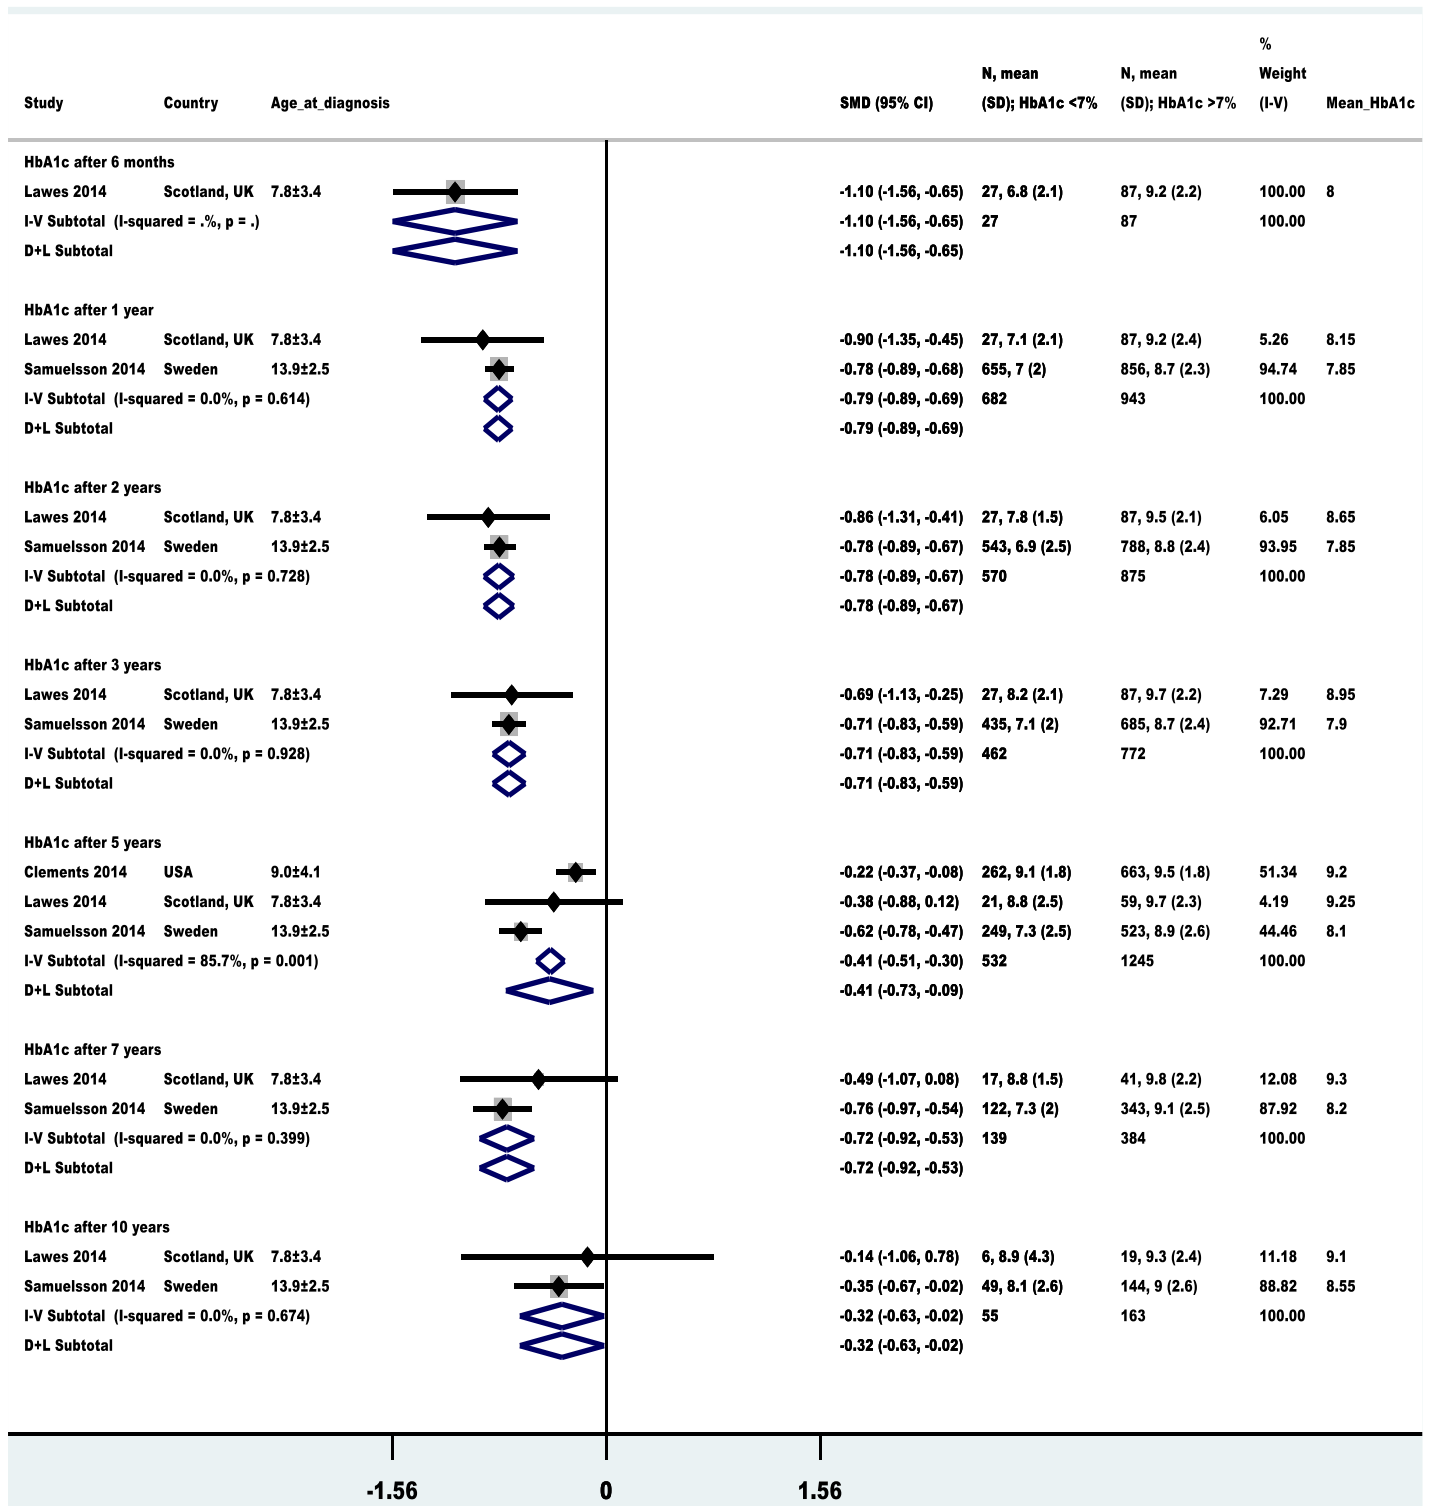 %
N, mean N, mean Weight
Study Country Age_at_diagnosis SMD (95% CI) (SD); HbA1c <7% (SD); HbA1c >7% (I-V) Mean_HbA1c
HbA1c after 6 months
Lawes 2014 Scotland, UK 7.8±3.4 -1.10 (-1.56, -0.65) 27, 6.8 (2.1) 87, 9.2 (2.2) 100.00 8
I-V Subtotal (I-squared = .%, p = .) -1.10 (-1.56, -0.65) 27 87 100.00
D+L Subtotal -1.10 (-1.56, -0.65)
HbA1c after 1 year
Lawes 2014 Scotland, UK 7.8±3.4 -0.90 (-1.35, -0.45) 27, 7.1 (2.1) 87, 9.2 (2.4) 5.26 8.15
Samuelsson 2014 Sweden 13.9±2.5 -0.78 (-0.89, -0.68) 655, 7 (2) 856, 8.7 (2.3) 94.74 7.85
I-V Subtotal (I-squared = 0.0%, p = 0.614) -0.79 (-0.89, -0.69) 682 943 100.00
D+L Subtotal -0.79 (-0.89, -0.69)
HbA1c after 2 years
Lawes 2014 Scotland, UK 7.8±3.4 -0.86 (-1.31, -0.41) 27, 7.8 (1.5) 87, 9.5 (2.1) 6.05 8.65
Samuelsson 2014 Sweden 13.9±2.5 -0.78 (-0.89, -0.67) 543, 6.9 (2.5) 788, 8.8 (2.4) 93.95 7.85
I-V Subtotal (I-squared = 0.0%, p = 0.728) -0.78 (-0.89, -0.67) 570 875 100.00
D+L Subtotal -0.78 (-0.89, -0.67)
HbA1c after 3 years
Lawes 2014 Scotland, UK 7.8±3.4 -0.69 (-1.13, -0.25) 27, 8.2 (2.1) 87, 9.7 (2.2) 7.29 8.95
Samuelsson 2014 Sweden 13.9±2.5 -0.71 (-0.83, -0.59) 435, 7.1 (2) 685, 8.7 (2.4) 92.71 7.9
I-V Subtotal (I-squared = 0.0%, p = 0.928) -0.71 (-0.83, -0.59) 462 772 100.00
D+L Subtotal -0.71 (-0.83, -0.59)
HbA1c after 5 years
Clements 2014 USA 9.0±4.1 -0.22 (-0.37, -0.08) 262, 9.1 (1.8) 663, 9.5 (1.8) 51.34 9.2
Lawes 2014 Scotland, UK 7.8±3.4 -0.38 (-0.88, 0.12) 21, 8.8 (2.5) 59, 9.7 (2.3) 4.19 9.25
Samuelsson 2014 Sweden 13.9±2.5 -0.62 (-0.78, -0.47) 249, 7.3 (2.5) 523, 8.9 (2.6) 44.46 8.1
I-V Subtotal (I-squared = 85.7%, p = 0.001) -0.41 (-0.51, -0.30) 532 1245 100.00
D+L Subtotal -0.41 (-0.73, -0.09)
HbA1c after 7 years
Lawes 2014 Scotland, UK 7.8±3.4 -0.49 (-1.07, 0.08) 17, 8.8 (1.5) 41, 9.8 (2.2) 12.08 9.3
Samuelsson 2014 Sweden 13.9±2.5 -0.76 (-0.97, -0.54) 122, 7.3 (2) 343, 9.1 (2.5) 87.92 8.2
I-V Subtotal (I-squared = 0.0%, p = 0.399) -0.72 (-0.92, -0.53) 139 384 100.00
D+L Subtotal -0.72 (-0.92, -0.53)
HbA1c after 10 years
Lawes 2014 Scotland, UK 7.8±3.4 -0.14 (-1.06, 0.78) 6, 8.9 (4.3) 19, 9.3 (2.4) 11.18 9.1
Samuelsson 2014 Sweden 13.9±2.5 -0.35 (-0.67, -0.02) 49, 8.1 (2.6) 144, 9 (2.6) 88.82 8.55
I-V Subtotal (I-squared = 0.0%, p = 0.674) -0.32 (-0.63, -0.02) 55 163 100.00
D+L Subtotal -0.32 (-0.63, -0.02)
-1.56 0 1.56